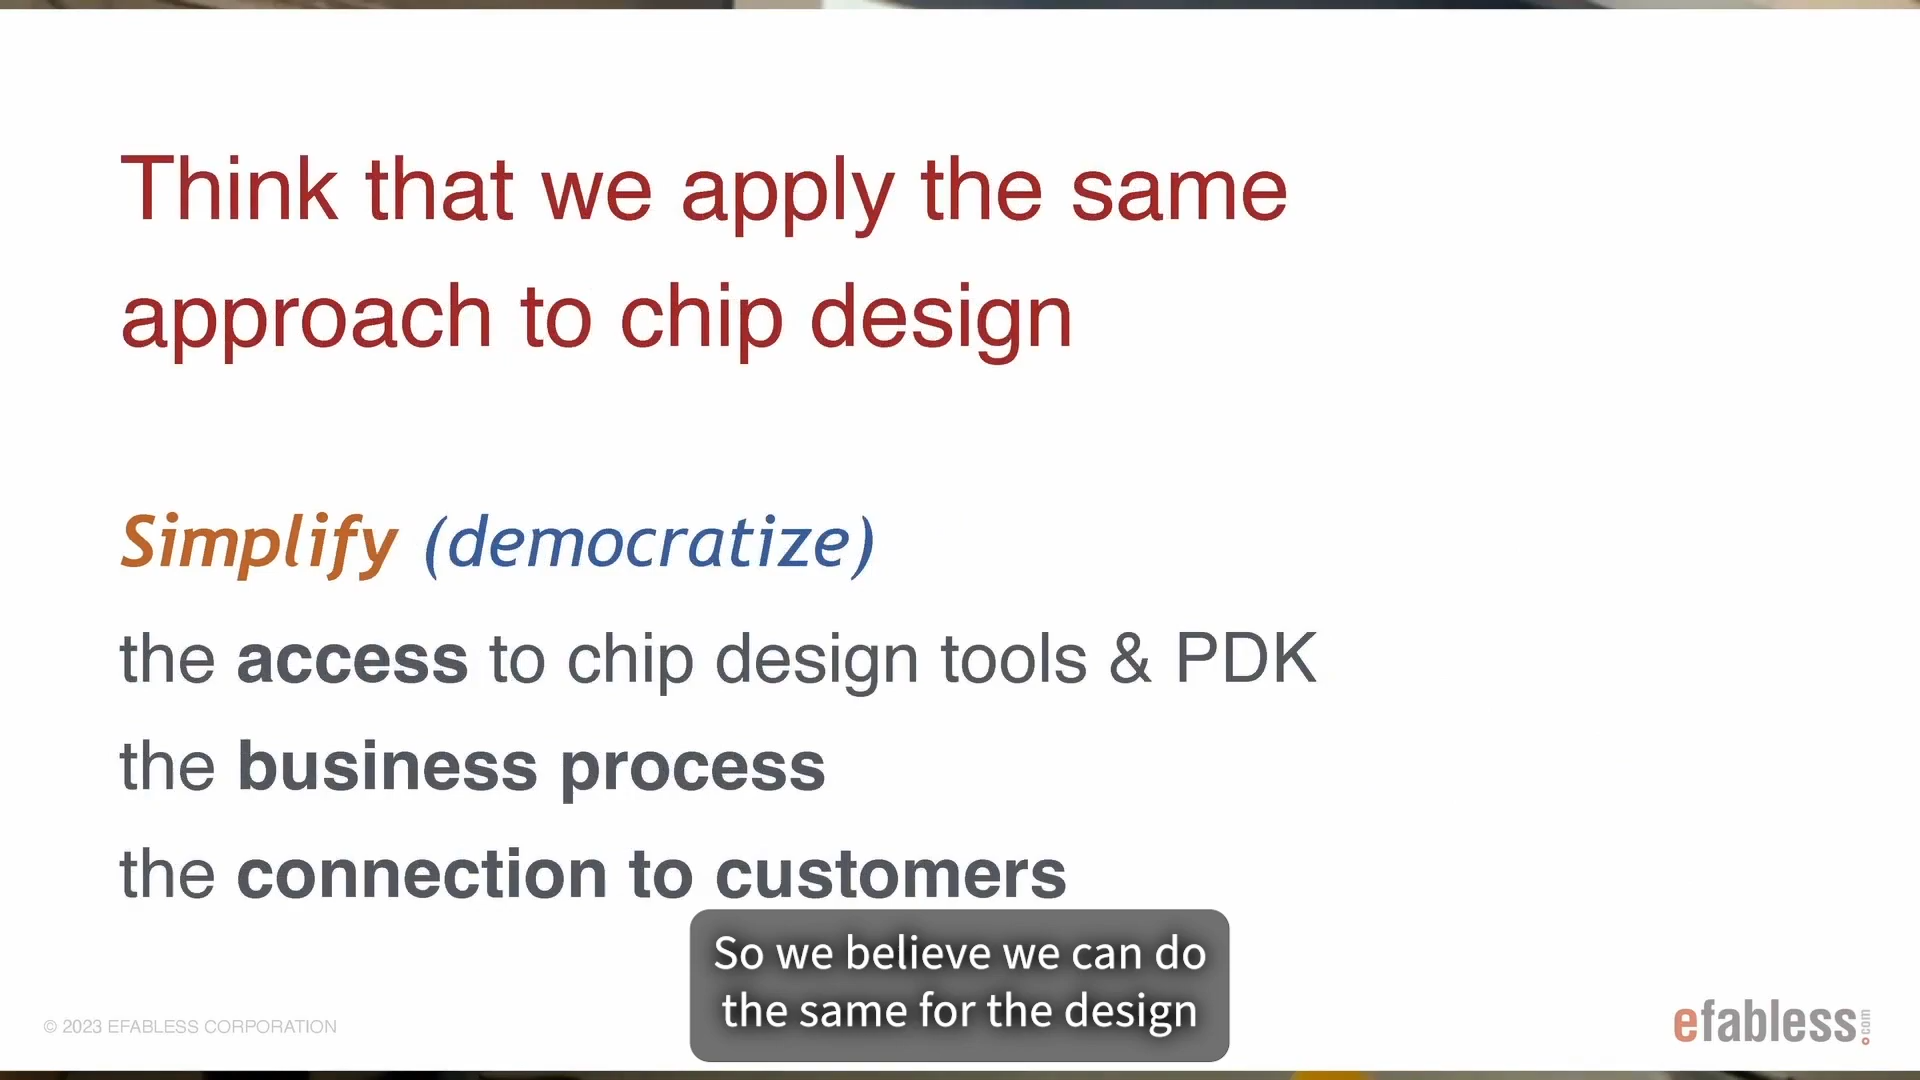 Think that we apply the same
approach to chip design
Simplify (democratize)
the access to chip design tools & PDK
the business process
the connection to customers
So we believe we can do
the same for the design
© 2023 EFABLESS CORPORATION
efabless.com